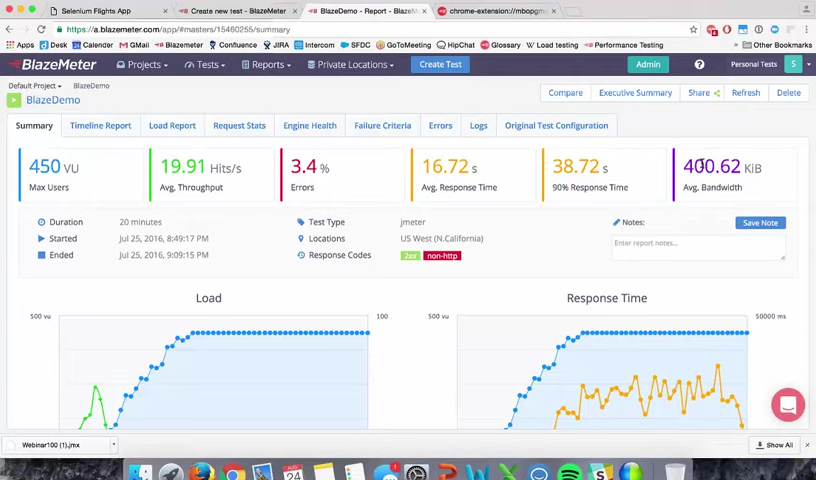 Selenium Flights App
Create new test - BlazeMeter
BlazeDemo - Report - BlazeM
chrome-extension://mbopgm
https://a.blazemeter.com/app/#masters/15460255/summary
Apps Desk Calendar GMail Blazemeter Confluence JIRA Intercom SFDC GoToMeeting HipChat Glossary Load testing Performance Testing Other Bookmarks
BlazeMeter Projects Tests Reports Private Locations Create Test Admin Personal Tests S
Default Project BlazeDemo
BlazeDemo
Compare Executive Summary Share Refresh Delete
Summary Timeline Report Load Report Request Stats Engine Health Failure Criteria Errors Logs Original Test Configuration
450 VU
Max Users
19.91 Hits/s
Avg. Throughput
3.4 %
Errors
16.72 s
Avg. Response Time
38.72 s
90% Response Time
400.62 KiB
Avg. Bandwidth
Duration 20 minutes
Started Jul 25, 2016, 8:49:17 PM
Ended Jul 25, 2016, 9:09:15 PM
Test Type jmeter
Locations US West (N.California)
Response Codes 2xx non-http
Notes: Save Note
Enter report notes...
Load
500 vu 100
Response Time
500 vu 50000 ms
Webinar100 (1).jmx
Show All